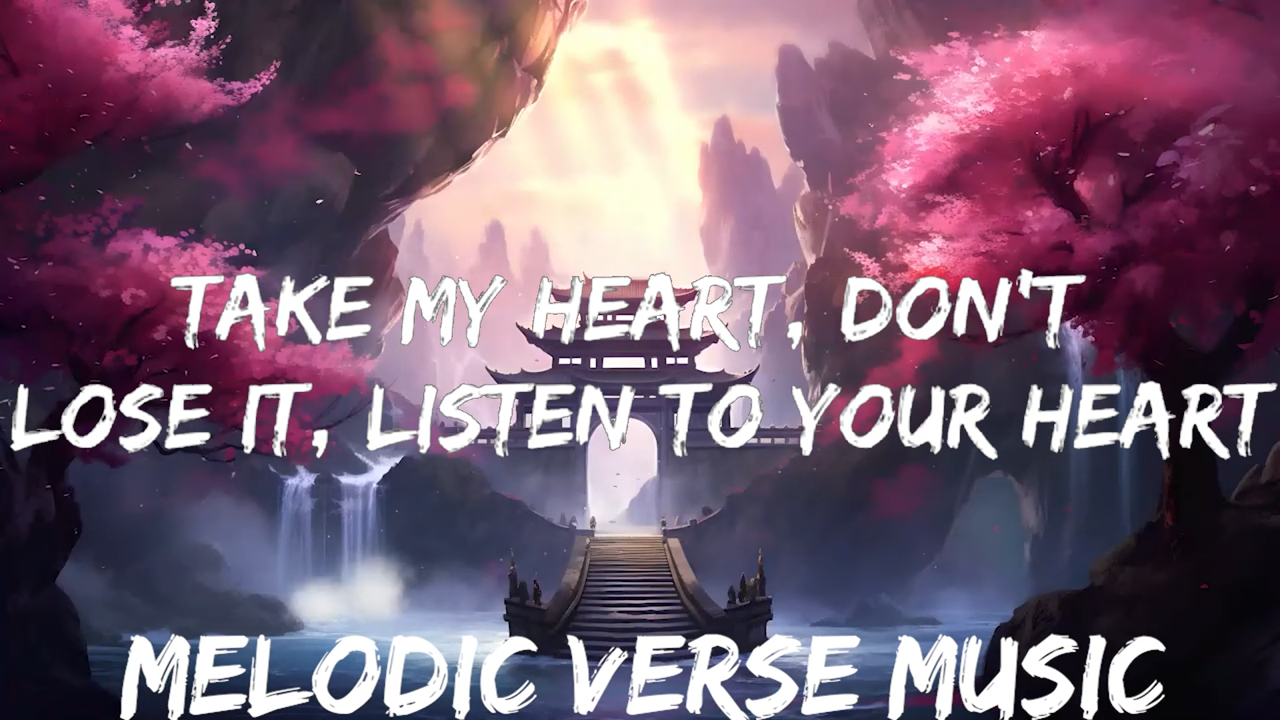 TAKE MY HEART, DON'T
LOSE IT, LISTEN TO YOUR HEART
MELODIC VERSE MUSIC